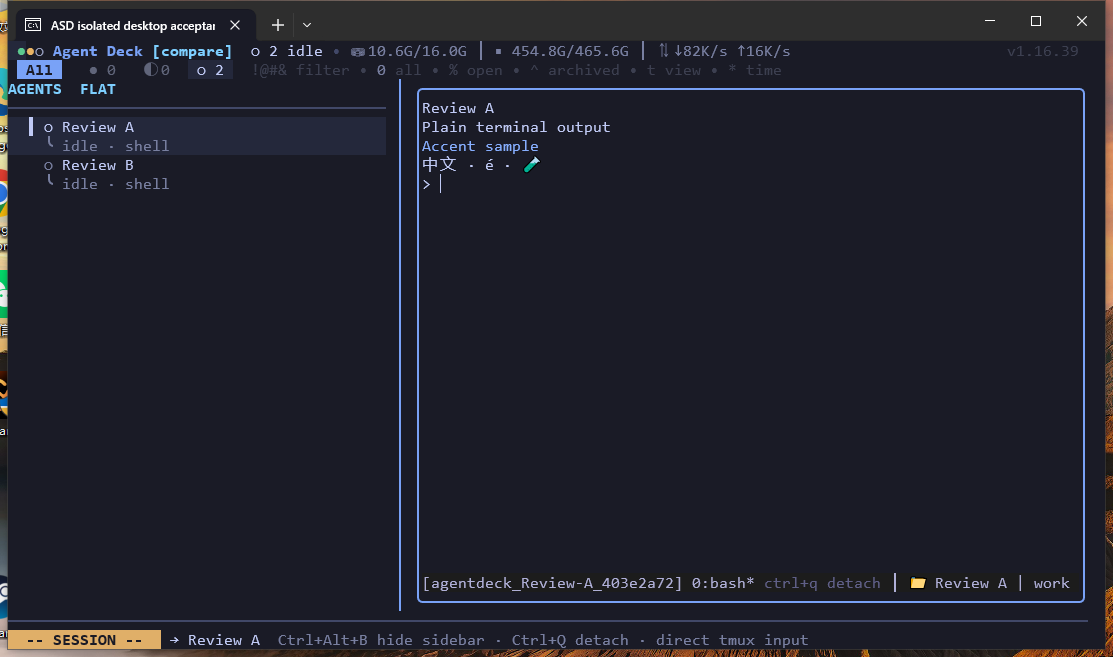 ASD isolated desktop acceptar
Agent Deck [compare] ○ 2 idle • 10.6G/16.0G │ ▪ 454.8G/465.6G │ ↓82K/s ↑16K/s v1.16.39
All ● 0 ◐0 ○ 2 !@#& filter • 0 all • % open • ^ archived • t view • * time
AGENTS FLAT
○ Review A
idle · shell
○ Review B
idle · shell
Review A
Plain terminal output
Accent sample
中文 · é · 🧪
>
[agentdeck_Review-A_403e2a72] 0:bash* ctrl+q detach │ 📁 Review A | work
-- SESSION -- → Review A Ctrl+Alt+B hide sidebar · Ctrl+Q detach · direct tmux input